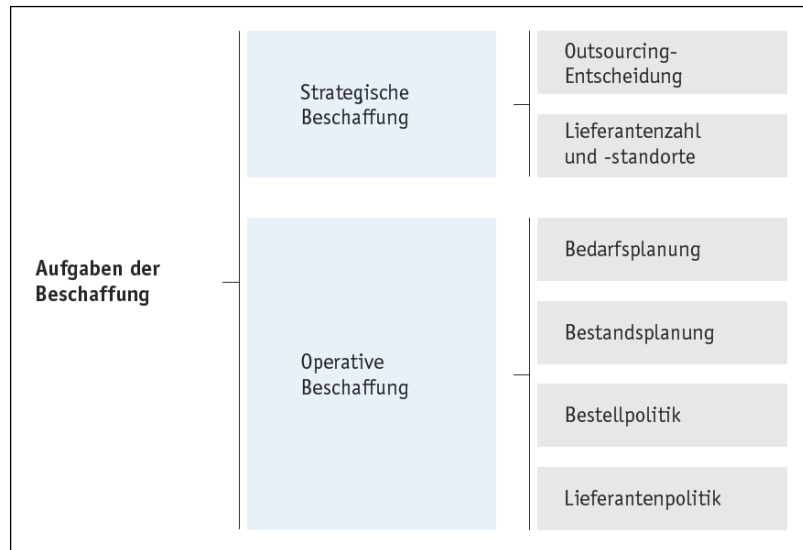 Aufgaben der
Beschaffung
Strategische
Beschaffung
Outsourcing-
Entscheidung
Lieferantenzahl
und -standorte
Operative
Beschaffung
Bedarfsplanung
Bestandsplanung
Bestellpolitik
Lieferantenpolitik